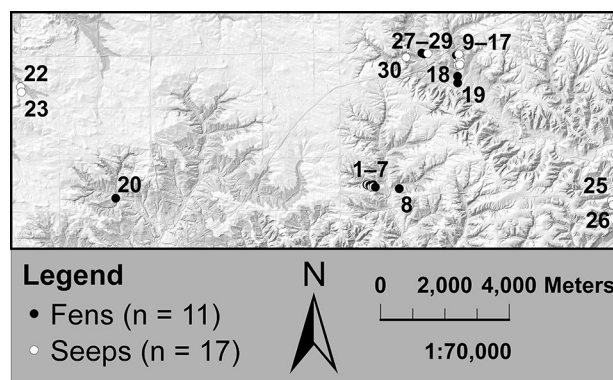 27–29 9–17
30
18
19
22
23
1–7
8
20
25
26
Legend
N
Fens (n = 11)
Seeps (n = 17)
0 2,000 4,000 Meters
1:70,000